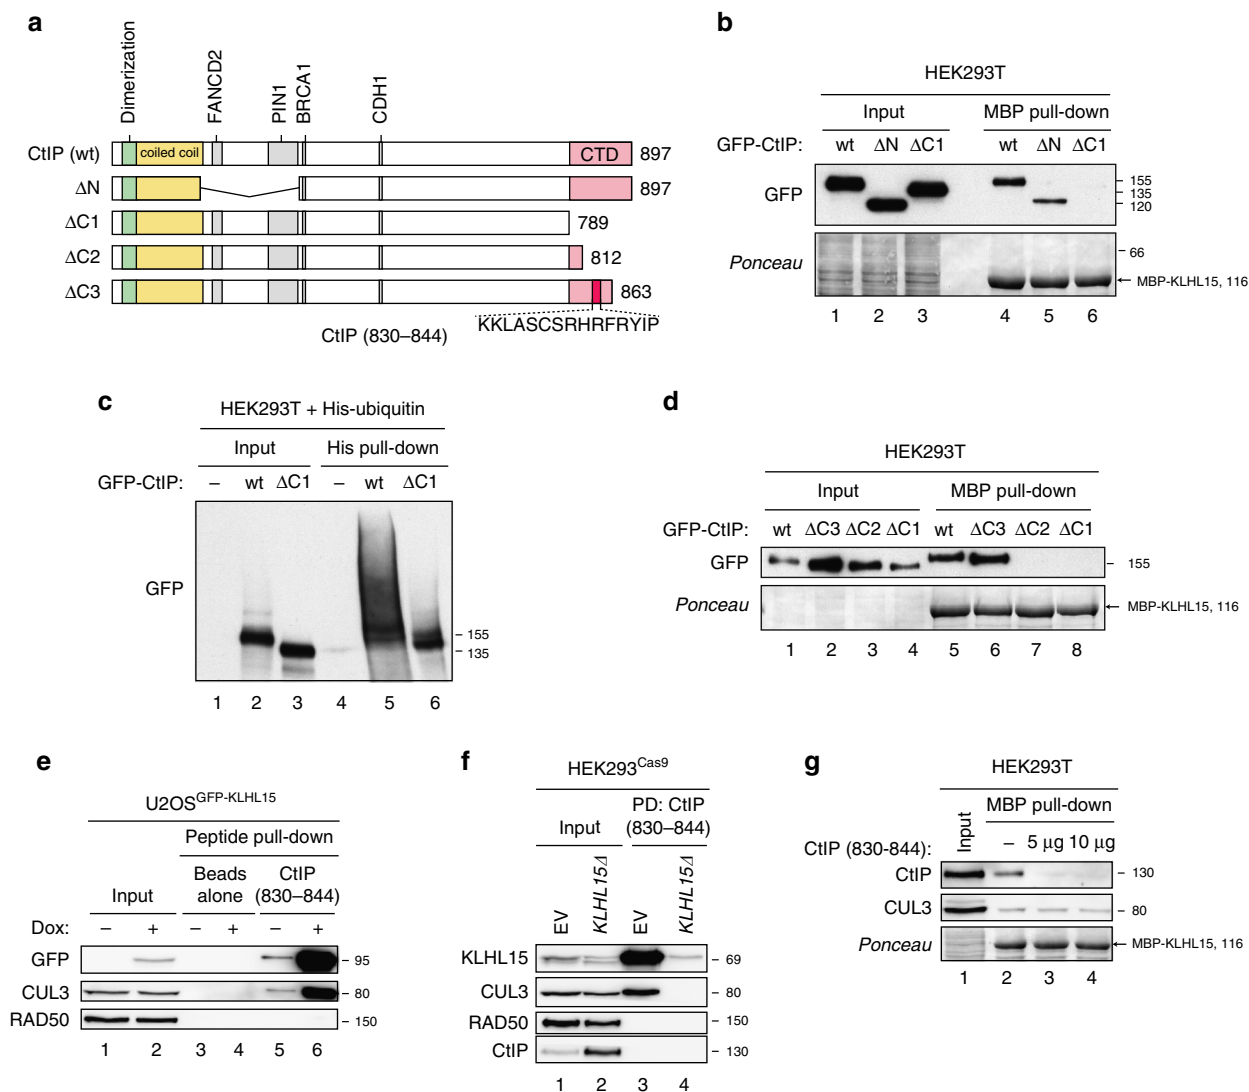 a
Dimerization
FANCD2
PIN1
BRCA1
CDH1
CtIP (wt)
coiled coil
CTD
897
ΔN
897
ΔC1
789
ΔC2
812
ΔC3
863
CtIP (830–844)
KKLASCSRHRFRYIP
b
HEK293T
Input
MBP pull-down
GFP-CtIP: wt ΔN ΔC1 wt ΔN ΔC1
GFP
155
135
120
Ponceau
66
MBP-KLHL15, 116
1 2 3 4 5 6
c
HEK293T + His-ubiquitin
Input
His pull-down
GFP-CtIP: – wt ΔC1 – wt ΔC1
GFP
155
135
1 2 3 4 5 6
d
HEK293T
Input
MBP pull-down
GFP-CtIP: wt ΔC3 ΔC2 ΔC1 wt ΔC3 ΔC2 ΔC1
GFP
155
Ponceau
MBP-KLHL15, 116
1 2 3 4 5 6 7 8
e
U2OS^GFP-KLHL15
Peptide pull-down
Input
Beads alone
CtIP (830–844)
Dox: – + – + – +
GFP
95
CUL3
80
RAD50
150
1 2 3 4 5 6
f
HEK293^Cas9
Input
PD: CtIP (830–844)
EV KLHL15Δ EV KLHL15Δ
KLHL15
69
CUL3
80
RAD50
150
CtIP
130
1 2 3 4
g
HEK293T
Input
MBP pull-down
CtIP (830-844): – 5 µg 10 µg
CtIP
130
CUL3
80
Ponceau
MBP-KLHL15, 116
1 2 3 4